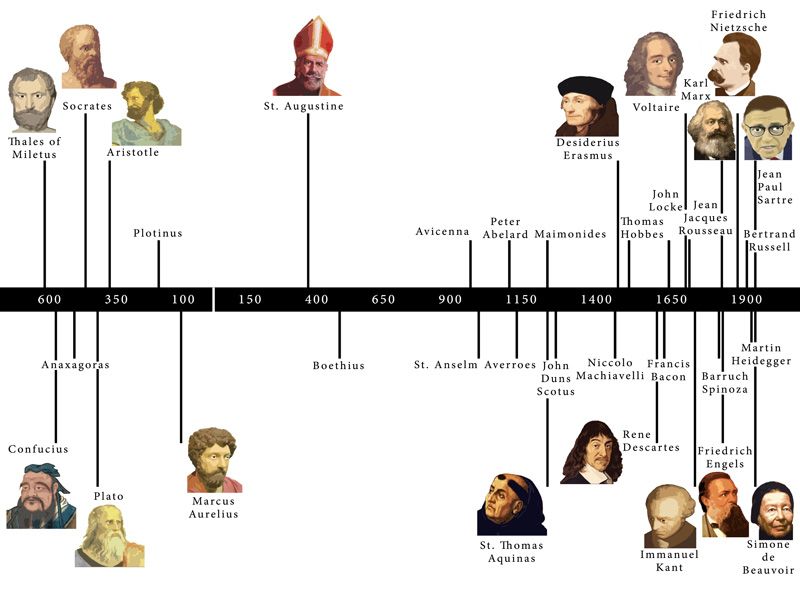 Friedrich
Nietzsche
Karl
Marx
Voltaire
Socrates
St. Augustine
Thales of
Miletus
Aristotle
Desiderius
Erasmus
Jean
Paul
Sartre
John
Locke
Jean
Jacques
Rousseau
Plotinus
Avicenna
Peter
Abelard
Maimonides
Thomas
Hobbes
Bertrand
Russell
600 350 100 150 400 650 900 1150 1400 1650 1900
Anaxagoras
Boethius
St. Anselm
Averroes
John
Duns
Scotus
Niccolo
Machiavelli
Francis
Bacon
Barruch
Spinoza
Martin
Heidegger
Confucius
Plato
Marcus
Aurelius
Rene
Descartes
Friedrich
Engels
St. Thomas
Aquinas
Immanuel
Kant
Simone
de
Beauvoir